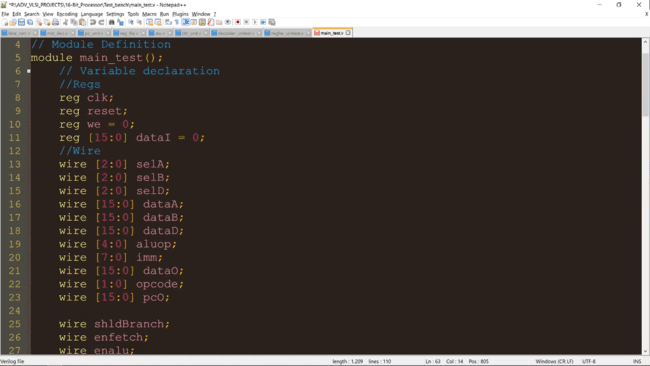 *P:\ADV_VLSI_PROJECTS\16-Bit_Processor\Test_bench\main_test.v - Notepad++
File Edit Search View Encoding Language Settings Tools Macro Run Plugins Window ?
main_test.v
4 // Module Definition
5 module main_test();
6 // Variable declaration
7 //Regs
8 reg clk;
9 reg reset;
10 reg we = 0;
11 reg [15:0] dataI = 0;
12 //Wire
13 wire [2:0] selA;
14 wire [2:0] selB;
15 wire [2:0] selD;
16 wire [15:0] dataA;
17 wire [15:0] dataB;
18 wire [15:0] dataD;
19 wire [4:0] aluop;
20 wire [7:0] imm;
21 wire [15:0] dataO;
22 wire [1:0] opcode;
23 wire [15:0] pcO;
24
25 wire shldBranch;
26 wire enfetch;
27 wire enalu;
Verilog file length : 1,209 lines : 110 Ln : 63 Col : 14 Pos : 805 Windows (CR LF) UTF-8 INS